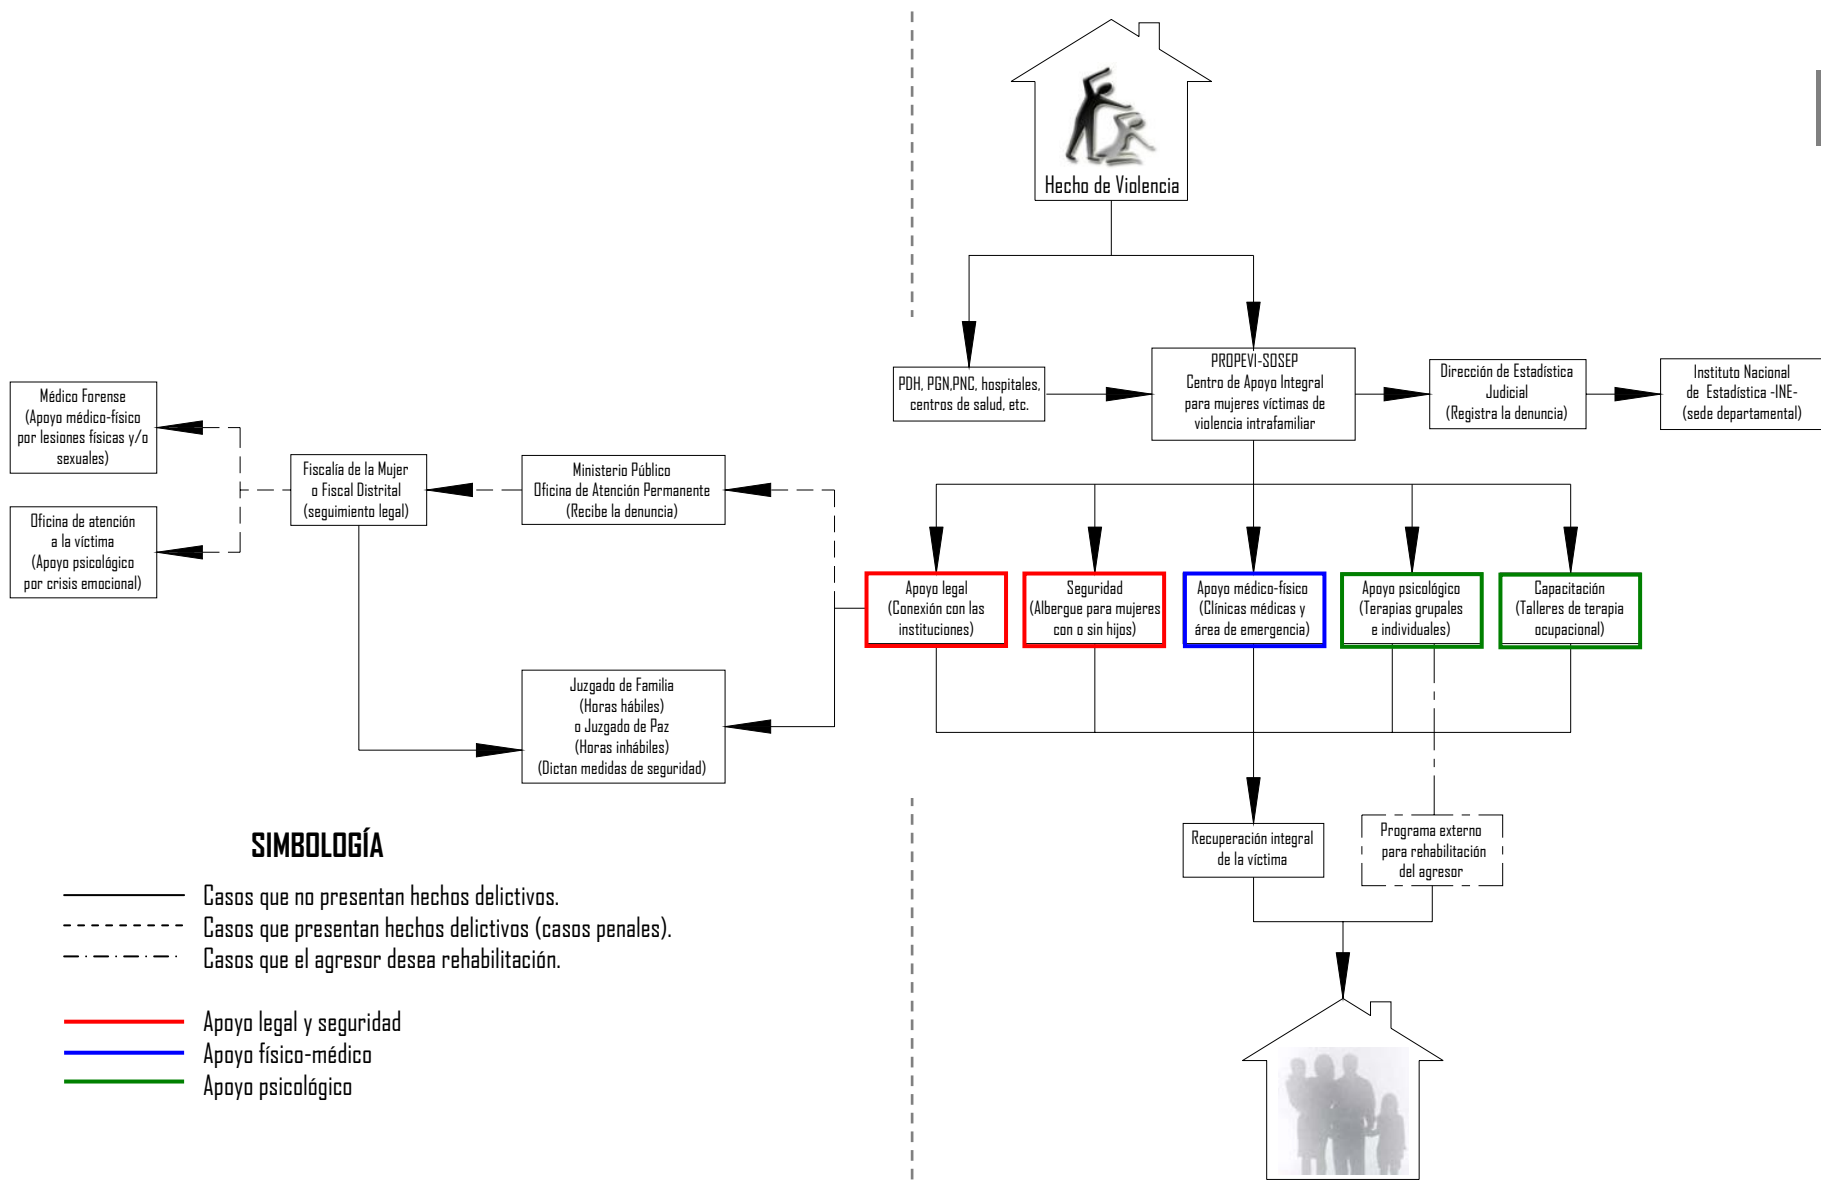 Hecho de Violencia
PDH, PGN,PNC, hospitales,
centros de salud, etc.
PROPEVI-SOSEP
Centro de Apoyo Integral
para mujeres víctimas de
violencia intrafamiliar
Dirección de Estadística
Judicial
(Registra la denuncia)
Instituto Nacional
de Estadística -INE-
(sede departamental)
Médico Forense
(Apoyo médico-físico
por lesiones físicas y/o
sexuales)
Oficina de atención
a la víctima
(Apoyo psicológico
por crisis emocional)
Fiscalía de la Mujer
o Fiscal Distrital
(seguimiento legal)
Ministerio Público
Oficina de Atención Permanente
(Recibe la denuncia)
Apoyo legal
(Conexión con las
instituciones)
Seguridad
(Albergue para mujeres
con o sin hijos)
Apoyo médico-físico
(Clínicas médicas y
área de emergencia)
Apoyo psicológico
(Terapias grupales
e individuales)
Capacitación
(Talleres de terapia
ocupacional)
Juzgado de Familia
(Horas hábiles)
o Juzgado de Paz
(Horas inhábiles)
(Dictan medidas de seguridad)
Recuperación integral
de la víctima
Programa externo
para rehabilitación
del agresor
SIMBOLOGÍA
Casos que no presentan hechos delictivos.
Casos que presentan hechos delictivos (casos penales).
Casos que el agresor desea rehabilitación.
Apoyo legal y seguridad
Apoyo físico-médico
Apoyo psicológico